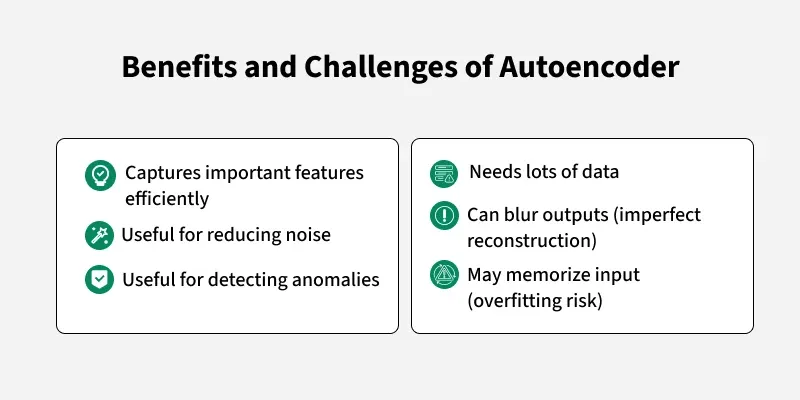 Benefits and Challenges of Autoencoder
Captures important features
efficiently
Useful for reducing noise
Useful for detecting anomalies
Needs lots of data
Can blur outputs (imperfect
reconstruction)
May memorize input
(overfitting risk)